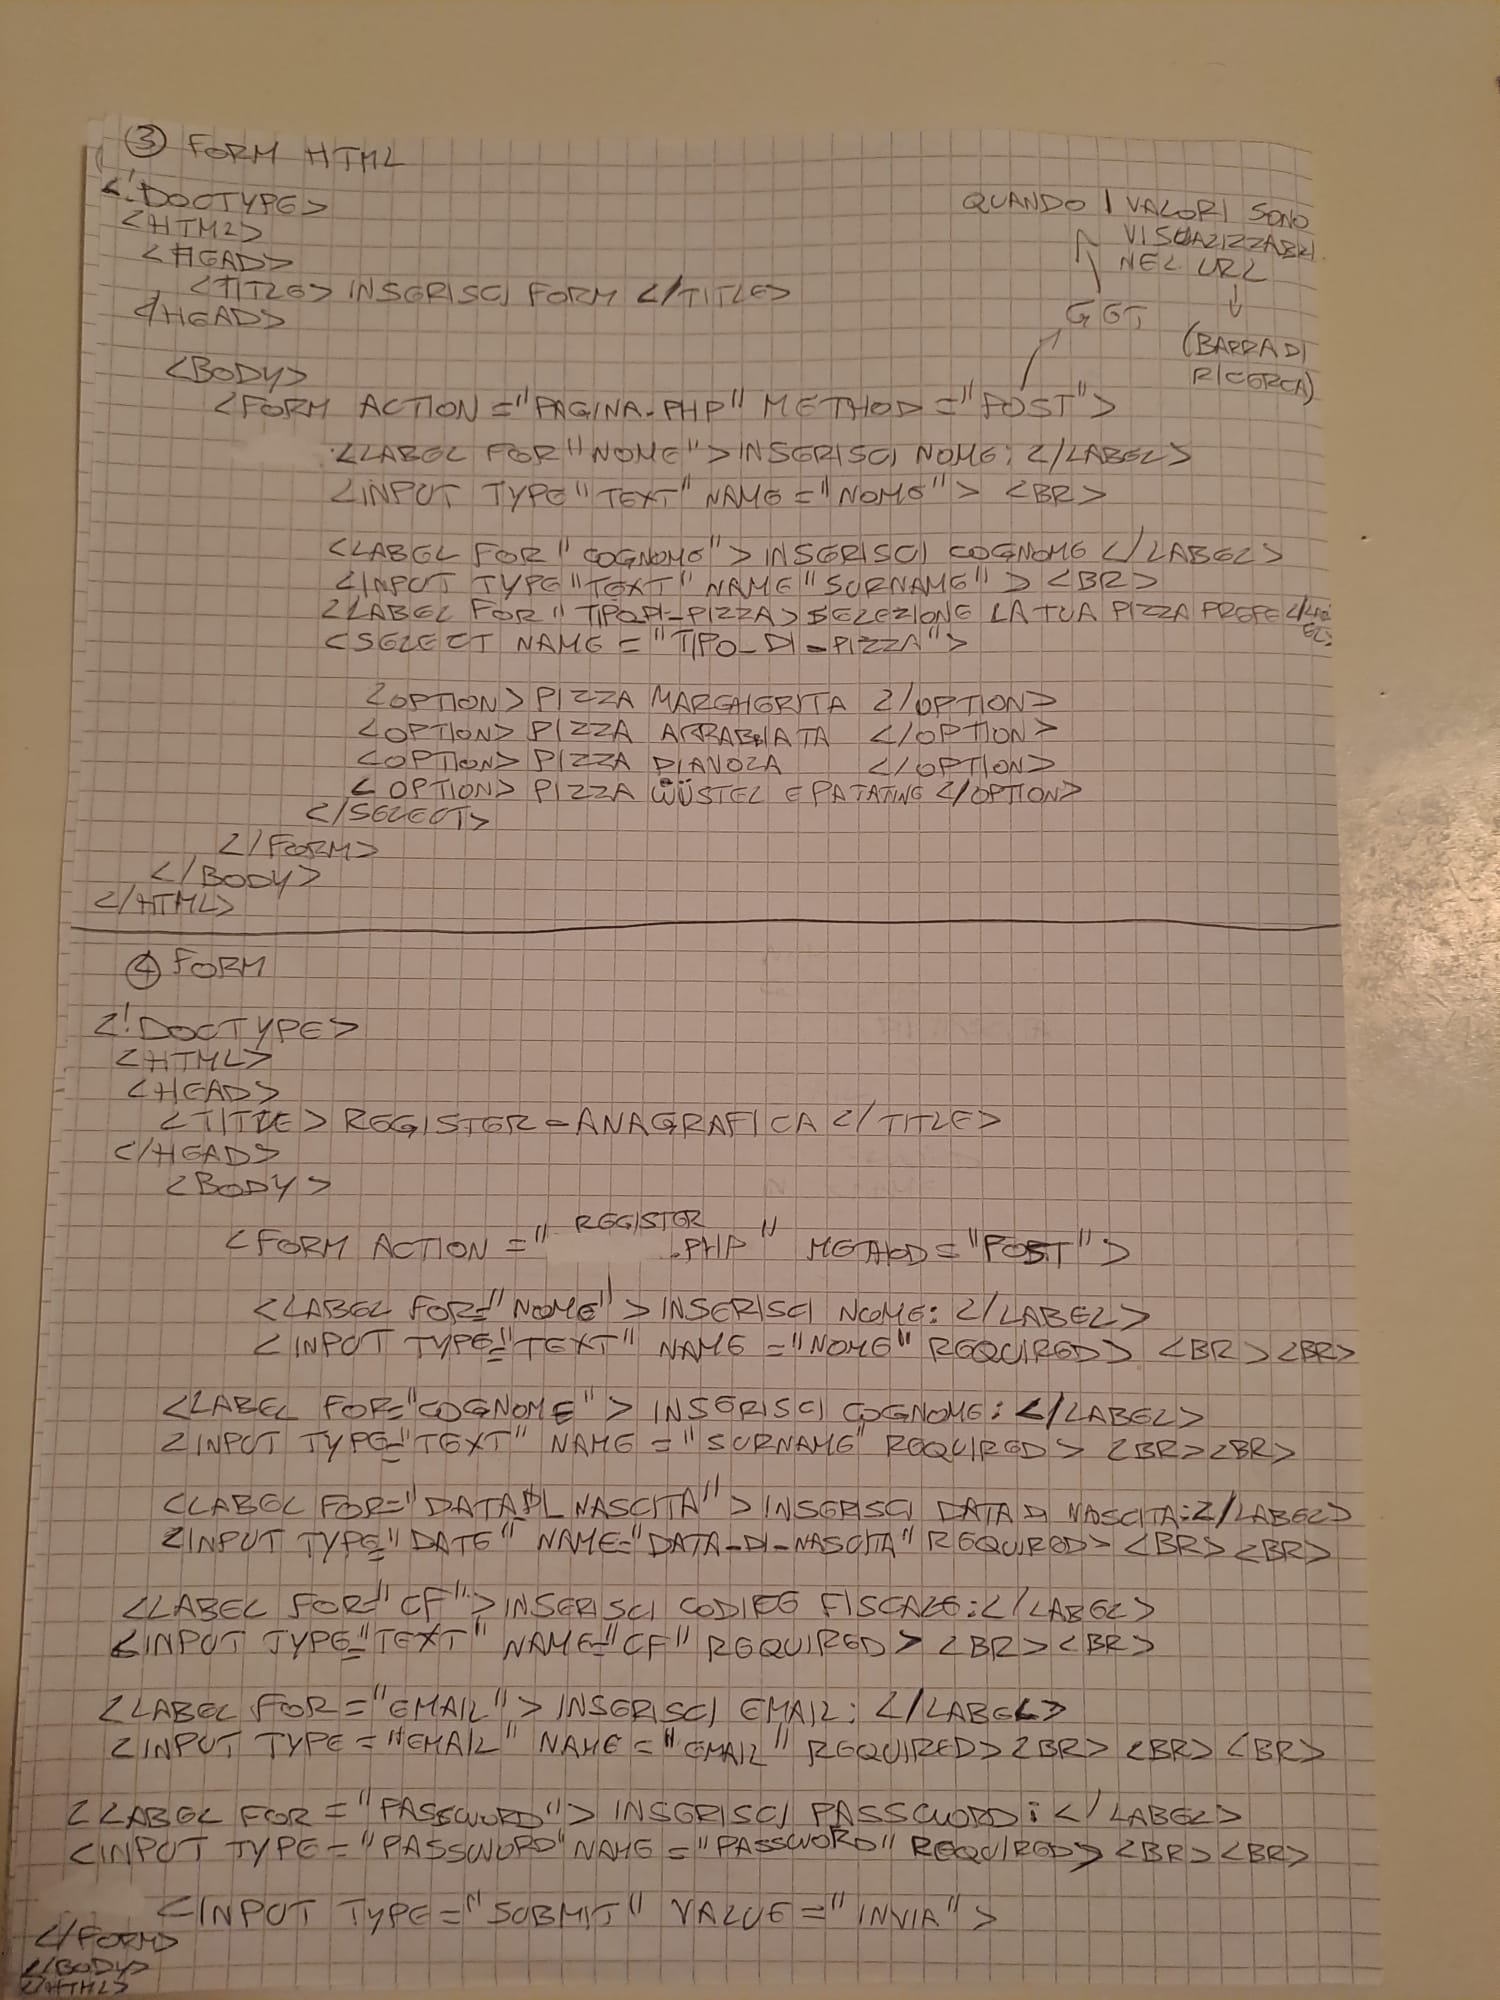 ③ FORM HTML
<!DOCTYPE>
<HTML>
<HEAD>
<TITLE> INSERISCI FORM </TITLE>
</HEAD>
QUANDO I VALORI SONO
VISUALIZZABILI
NEL URL
↓
(BARRA DI
RICERCA)
GET
<BODY>
<FORM ACTION="PAGINA.PHP" METHOD="POST">
<LABEL FOR"NOME">INSERISCI NOME: </LABEL>
<INPUT TYPE"TEXT" NAME="NOME"> <BR>
<LABEL FOR"COGNOME">INSERISCI COGNOME </LABEL>
<INPUT TYPE"TEXT" NAME"SURNAME"> <BR>
<LABEL FOR"TIPO_DI_PIZZA>SELEZIONE LA TUA PIZZA PREFE </LABEL>
<SELECT NAME="TIPO_DI_PIZZA">
<OPTION> PIZZA MARGHERITA </OPTION>
<OPTION> PIZZA ARRABBIATA </OPTION>
<OPTION> PIZZA DIAVOLA </OPTION>
<OPTION> PIZZA WÜSTEL E PATATINE </OPTION>
</SELECT>
</FORM>
</BODY>
</HTML>
④ FORM
<!DOCTYPE>
<HTML>
<HEAD>
<TITLE> REGISTER-ANAGRAFICA </TITLE>
</HEAD>
<BODY>
<FORM ACTION="REGISTER.PHP" METHOD="POST">
<LABEL FOR="NOME">INSERISCI NOME: </LABEL>
<INPUT TYPE="TEXT" NAME="NOME" REQUIRED> <BR><BR>
<LABEL FOR="COGNOME"> INSERISCI COGNOME: </LABEL>
<INPUT TYPE="TEXT" NAME="SURNAME" REQUIRED> <BR><BR>
<LABEL FOR="DATA_DI_NASCITA">INSERISCI DATA DI NASCITA:</LABEL>
<INPUT TYPE="DATE" NAME="DATA_DI_NASCITA" REQUIRED> <BR><BR>
<LABEL FOR="CF">INSERISCI CODICE FISCALE:</LABEL>
<INPUT TYPE="TEXT" NAME="CF" REQUIRED> <BR><BR>
<LABEL FOR="EMAIL"> INSERISCI EMAIL: </LABEL>
<INPUT TYPE="EMAIL" NAME="EMAIL" REQUIRED> <BR> <BR> <BR>
<LABEL FOR="PASSWORD"> INSERISCI PASSWORD: </LABEL>
<INPUT TYPE="PASSWORD" NAME="PASSWORD" REQUIRED> <BR><BR>
<INPUT TYPE="SUBMIT" VALUE="INVIA">
</FORM>
</BODY>
</HTML>